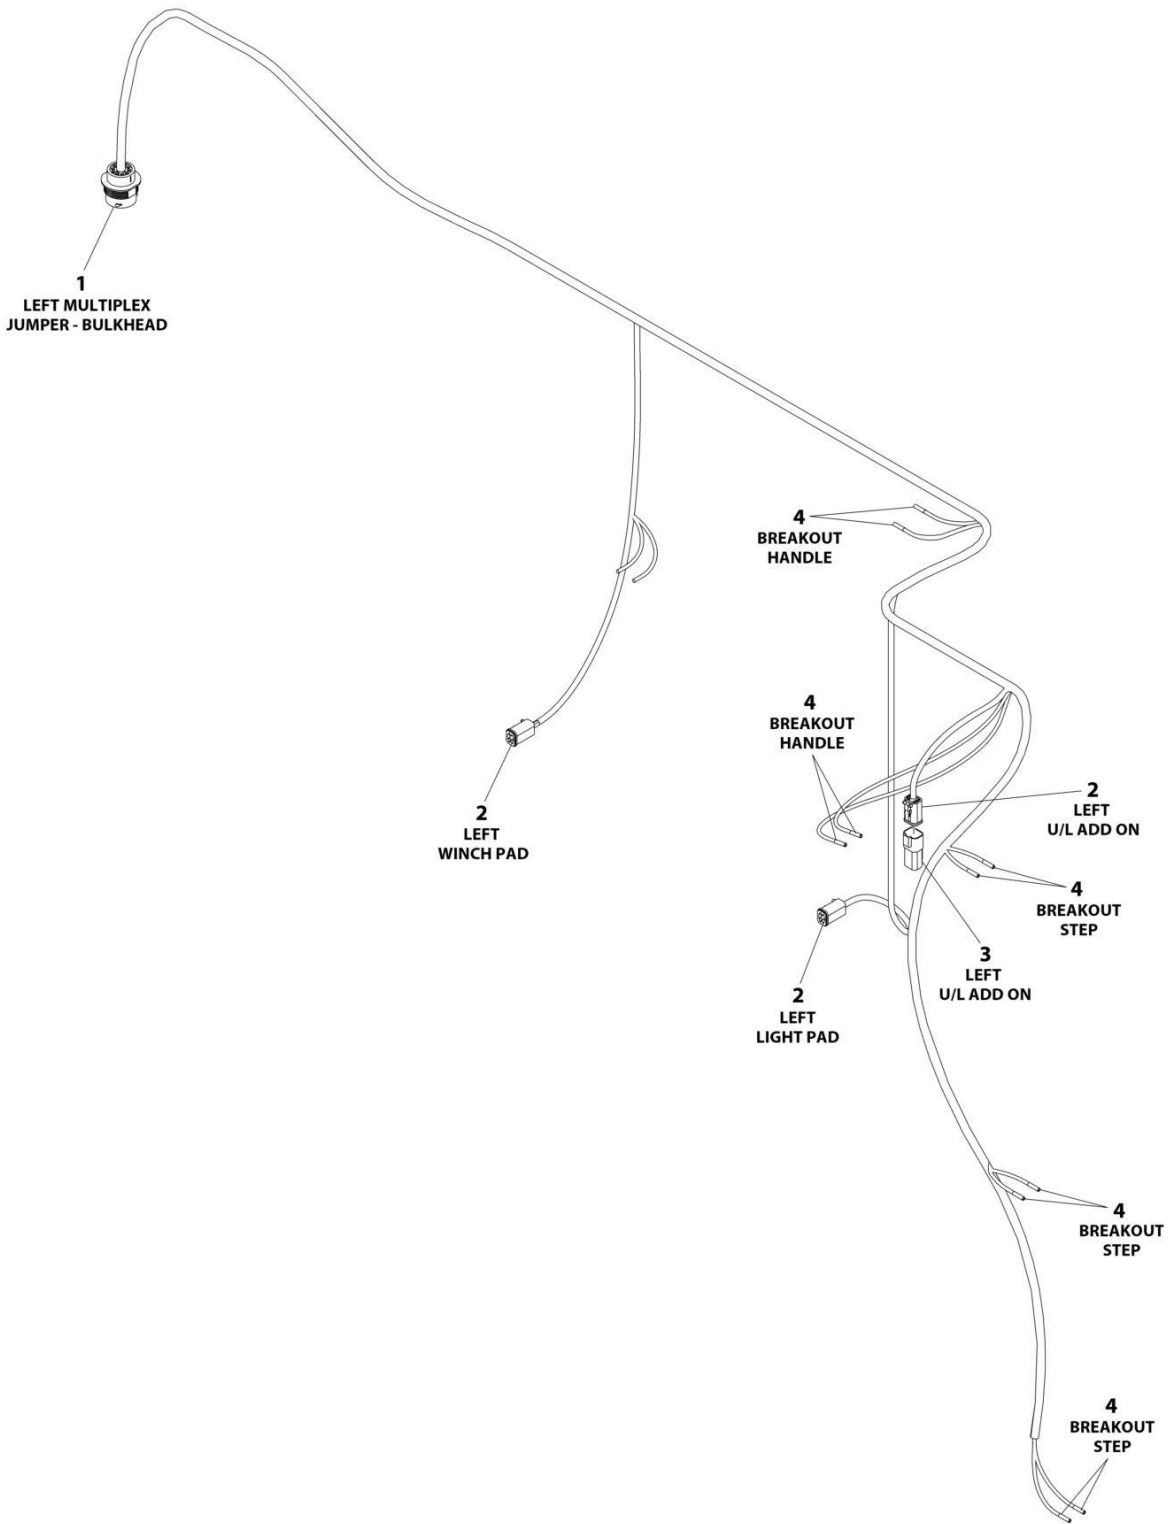 1
LEFT MULTIPLEX
JUMPER - BULKHEAD
4
BREAKOUT
HANDLE
4
BREAKOUT
HANDLE
2
LEFT
U/L ADD ON
2
LEFT
WINCH PAD
4
BREAKOUT
STEP
3
LEFT
U/L ADD ON
2
LEFT
LIGHT PAD
4
BREAKOUT
STEP
4
BREAKOUT
STEP